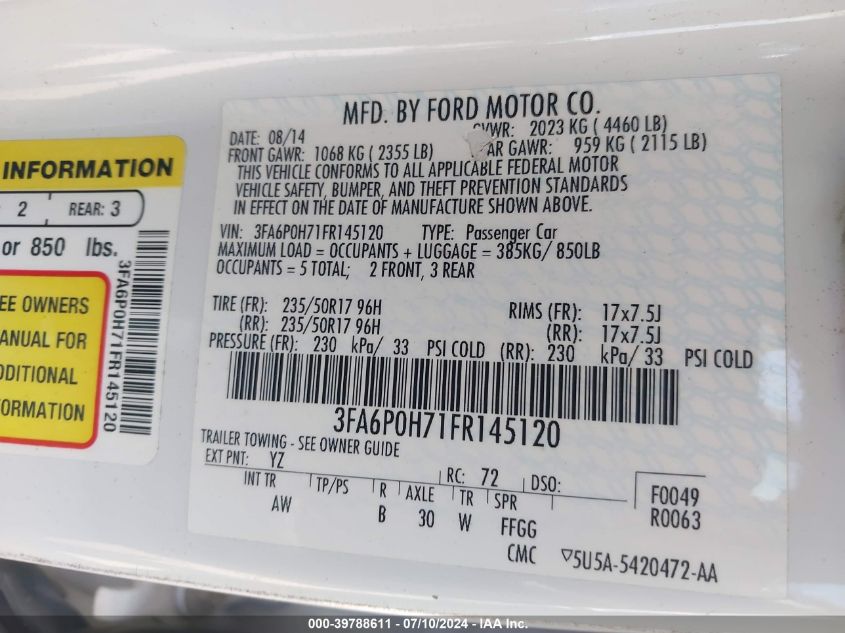 INFORMATION
2 REAR: 3
or 850 lbs.
EE OWNERS
ANUAL FOR
DDITIONAL
FORMATION
3FA6P0H71FR145120
MFD. BY FORD MOTOR CO.
DATE: 08/14 GVWR: 2023 KG ( 4460 LB)
FRONT GAWR: 1068 KG ( 2355 LB) AR GAWR: 959 KG ( 2115 LB)
THIS VEHICLE CONFORMS TO ALL APPLICABLE FEDERAL MOTOR
VEHICLE SAFETY, BUMPER, AND THEFT PREVENTION STANDARDS
IN EFFECT ON THE DATE OF MANUFACTURE SHOWN ABOVE.
VIN: 3FA6P0H71FR145120 TYPE: Passenger Car
MAXIMUM LOAD = OCCUPANTS + LUGGAGE = 385KG/ 850LB
OCCUPANTS = 5 TOTAL; 2 FRONT, 3 REAR
TIRE (FR): 235/50R17 96H RIMS (FR): 17x7.5J
(RR): 235/50R17 96H (RR): 17x7.5J
PRESSURE (FR): 230 kPa/ 33 PSI COLD (RR): 230 kPa/ 33 PSI COLD
3FA6P0H71FR145120
TRAILER TOWING - SEE OWNER GUIDE
EXT PNT: YZ RC: 72 DSO:
INT TR TP/PS R AXLE TR SPR F0049
AW B 30 W FFGG R0063
CMC ▽5U5A-5420472-AA
000-39788611 - 07/10/2024 - IAA Inc.